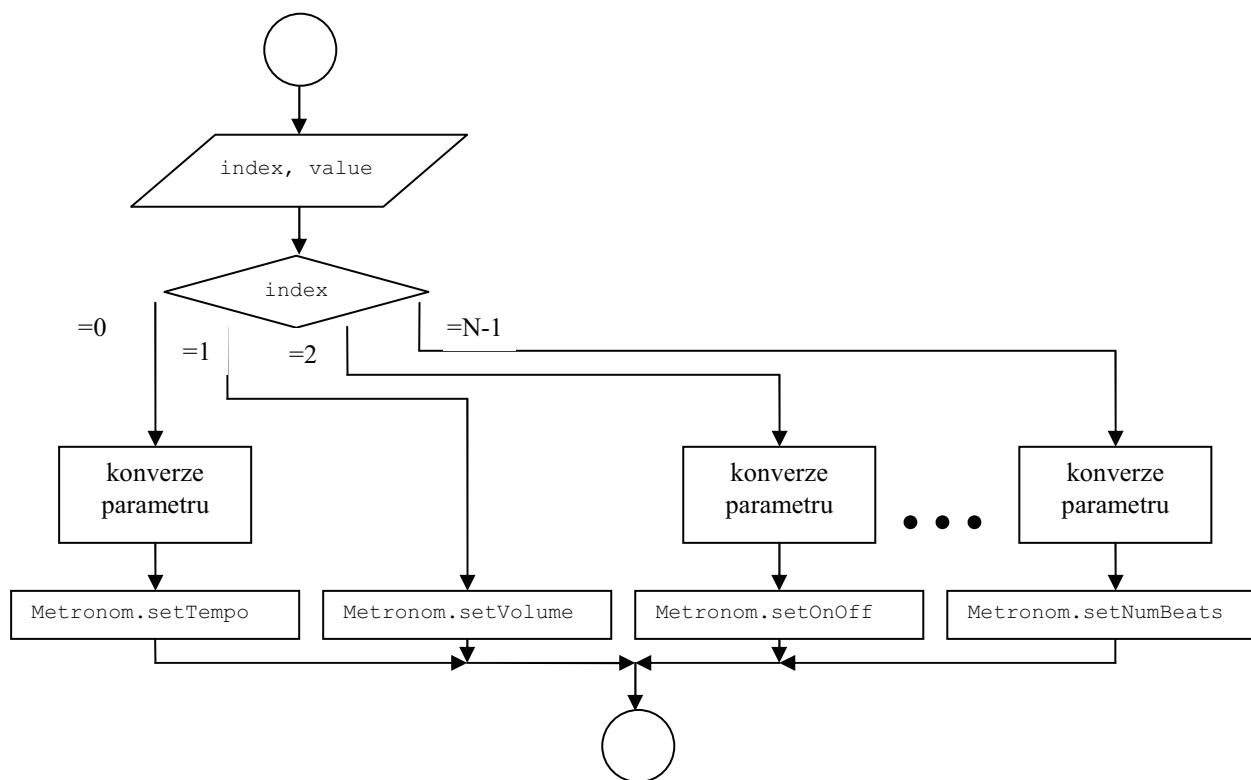 index, value
index
=0
=1
=2
=N-1
konverze
parametru
konverze
parametru
konverze
parametru
Metronom.setTempo
Metronom.setVolume
Metronom.setOnOff
Metronom.setNumBeats